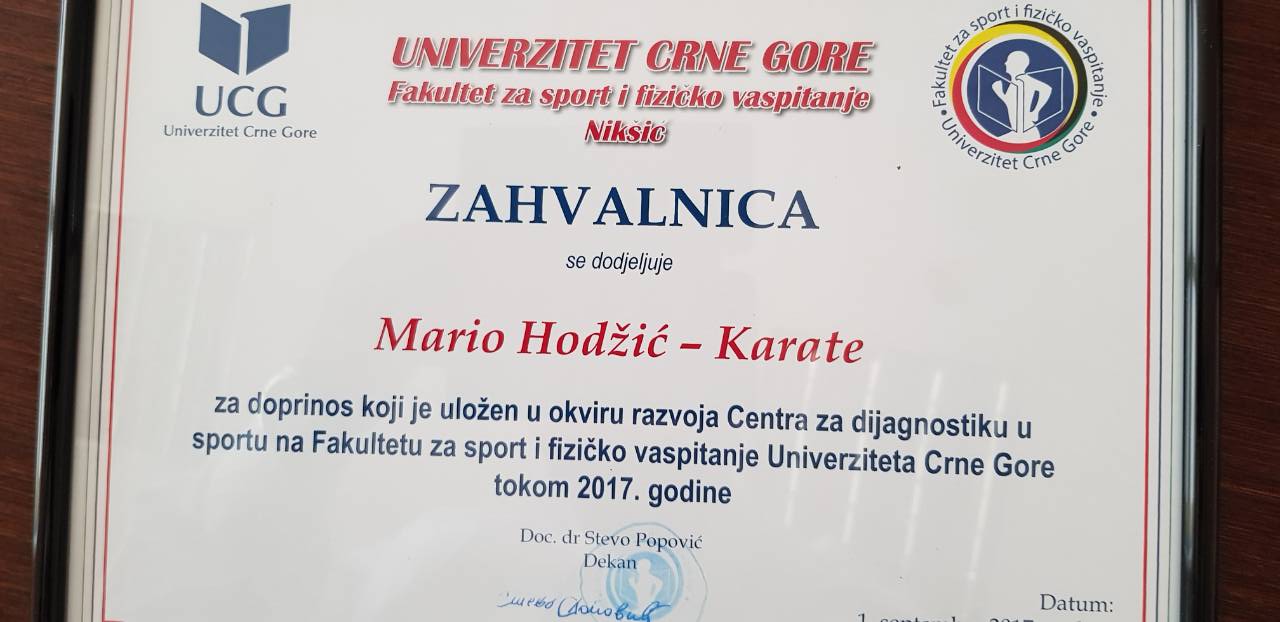 UCG
Univerzitet Crne Gore
UNIVERZITET CRNE GORE
Fakultet za sport i fizičko vaspitanje
Nikšić
Fakultet za sport i fizičko vaspitanje
Univerzitet Crne Gore
ZAHVALNICA
se dodjeljuje
Mario Hodžić – Karate
za doprinos koji je uložen u okviru razvoja Centra za dijagnostiku u
sportu na Fakultetu za sport i fizičko vaspitanje Univerziteta Crne Gore
tokom 2017. godine
Doc. dr Stevo Popović
Dekan
Datum: